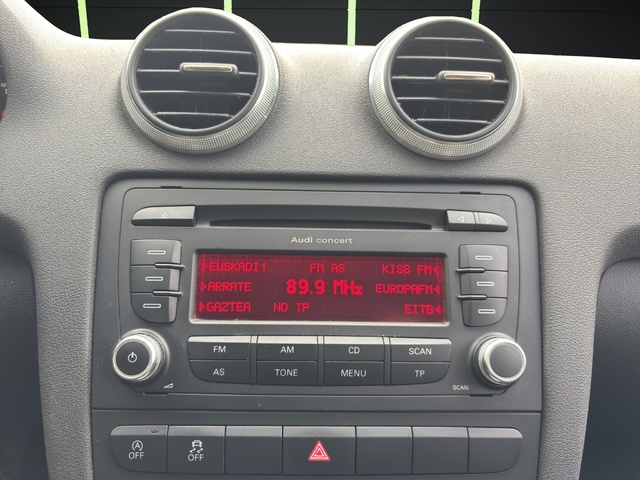 Audi concert
EUSKADI1 FM AS KISS FM
ARRATE 89.9 MHz EUROPAFM
GAZTEA NO TP EITB
FM AM CD SCAN
AS TONE MENU TP
SCAN
A OFF OFF